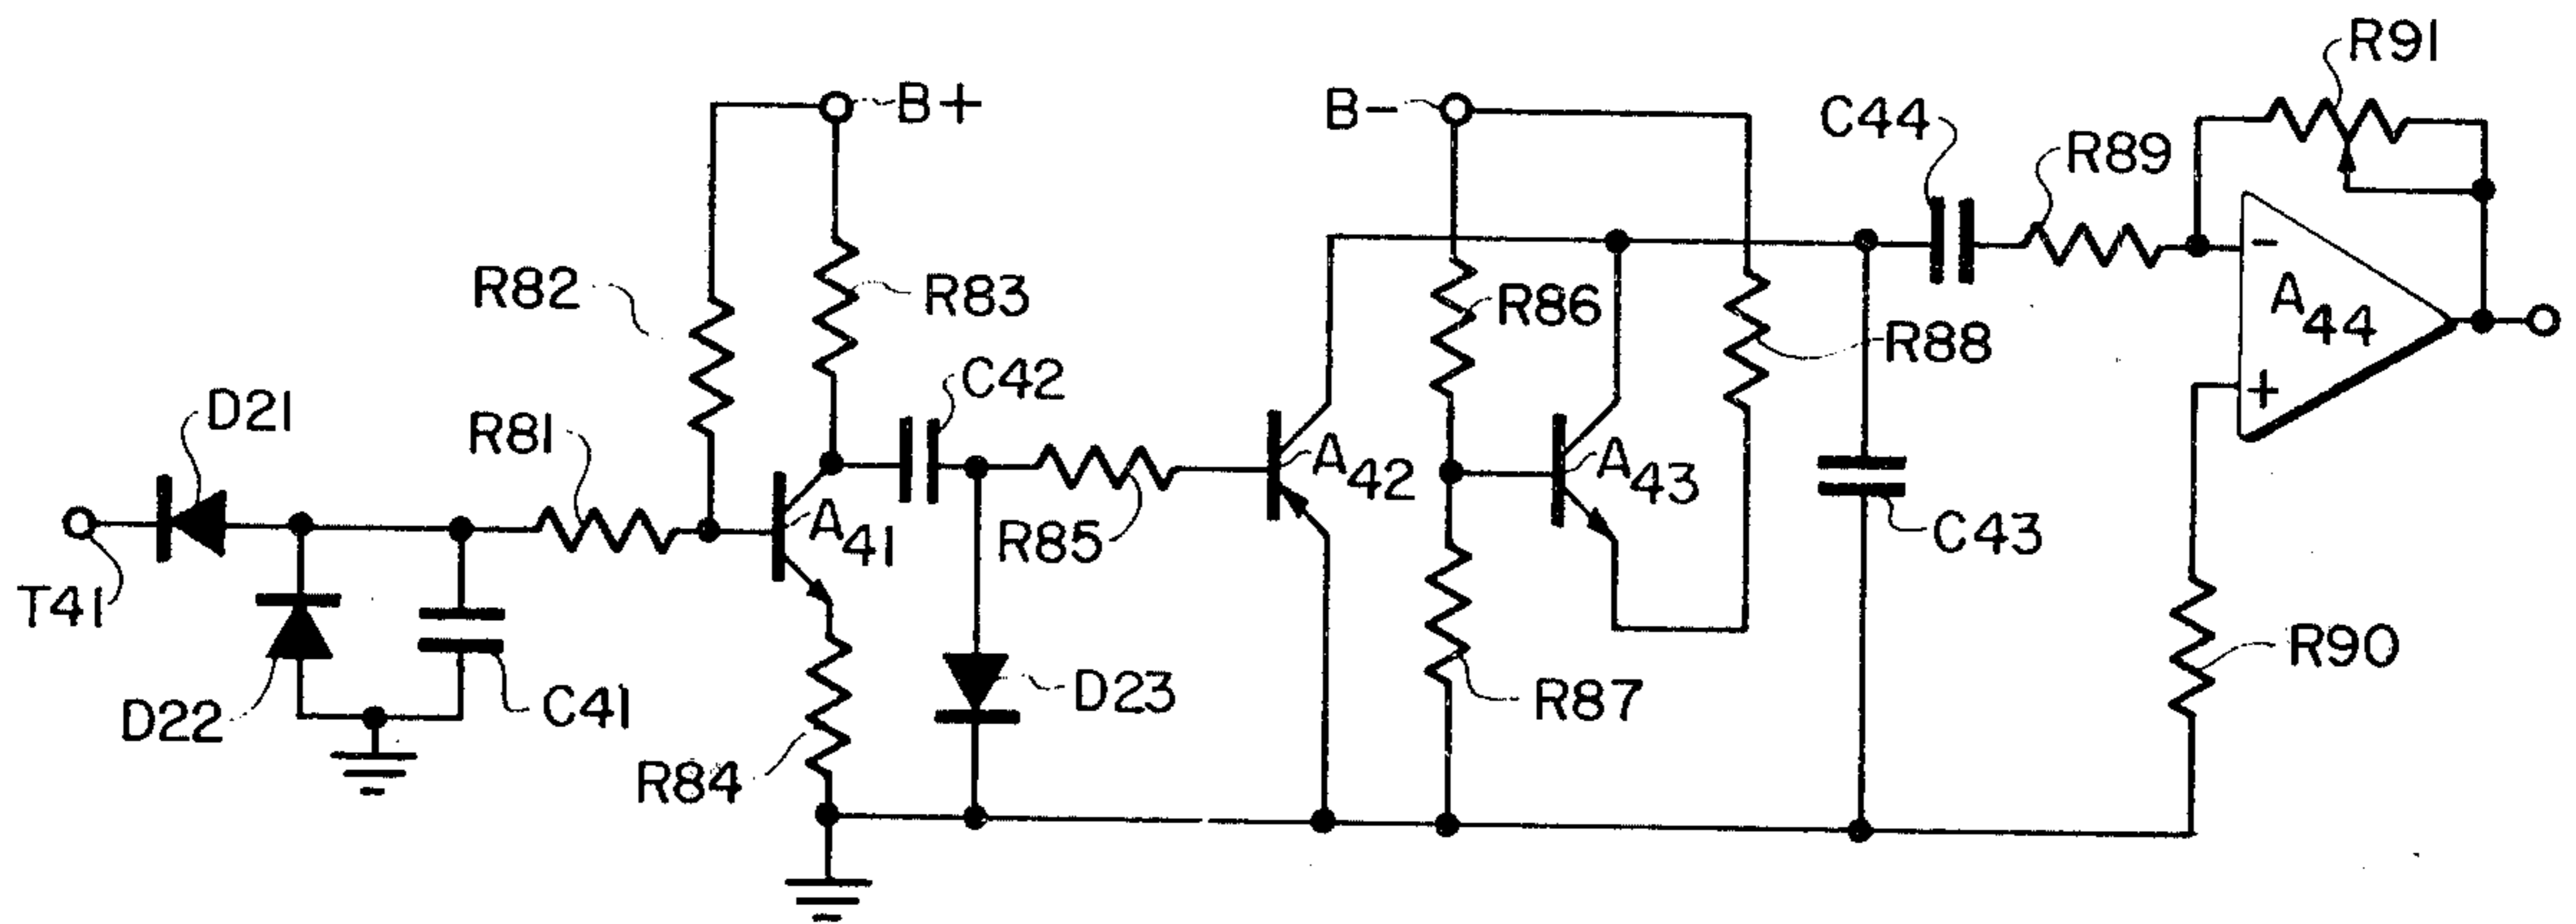 R91
B+
B-
C44
R89
R82
R83
R86
R88
-
A44
+
D21
R81
C42
A41
R85
A42
A43
C43
T41
D22
C41
D23
R84
R87
R90